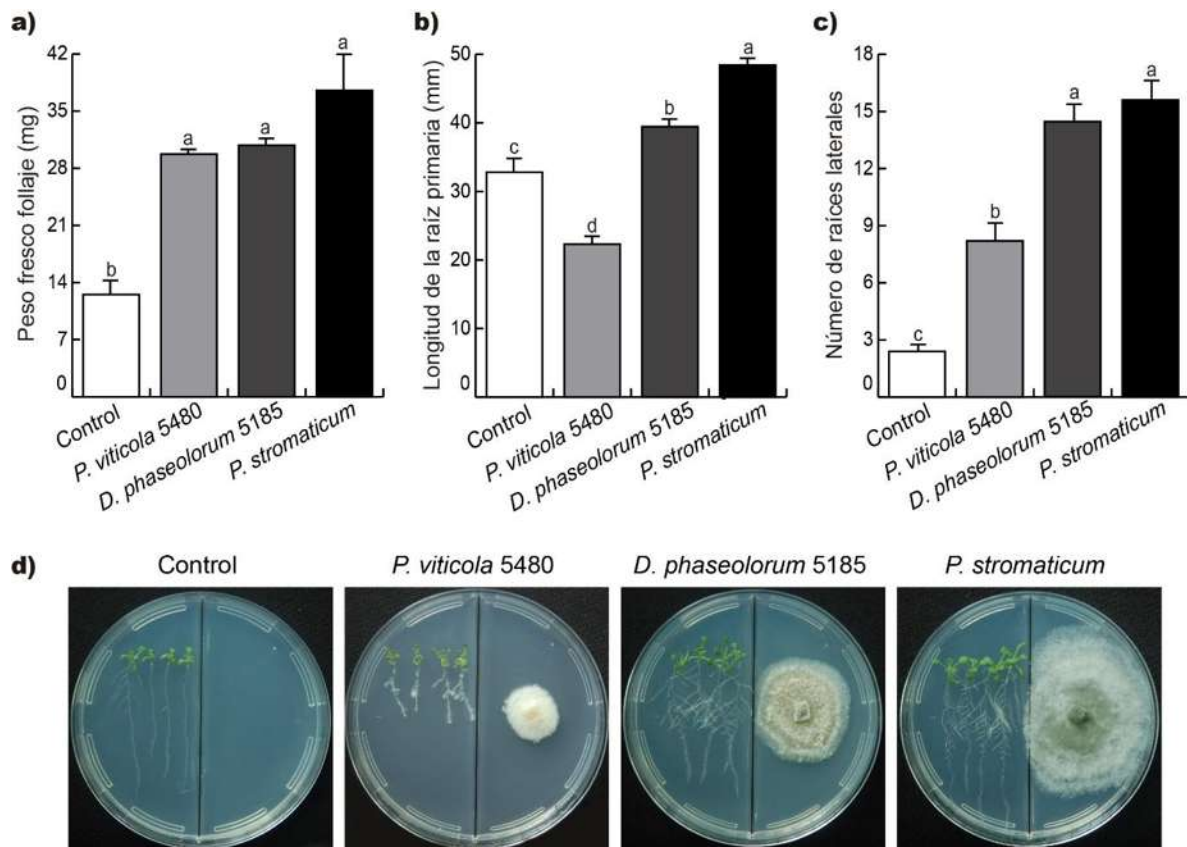 a)
Peso fresco follaje (mg)
42
35
28
21
14
7
0
b
a
a
a
Control
P. viticola 5480
D. phaseolorum 5185
P. stromaticum
b)
Longitud de la raíz primaria (mm)
50
40
30
20
10
0
c
d
b
a
Control
P. viticola 5480
D. phaseolorum 5185
P. stromaticum
c)
Número de raíces laterales
18
15
12
9
6
3
0
c
b
a
a
Control
P. viticola 5480
D. phaseolorum 5185
P. stromaticum
d)
Control
P. viticola 5480
D. phaseolorum 5185
P. stromaticum